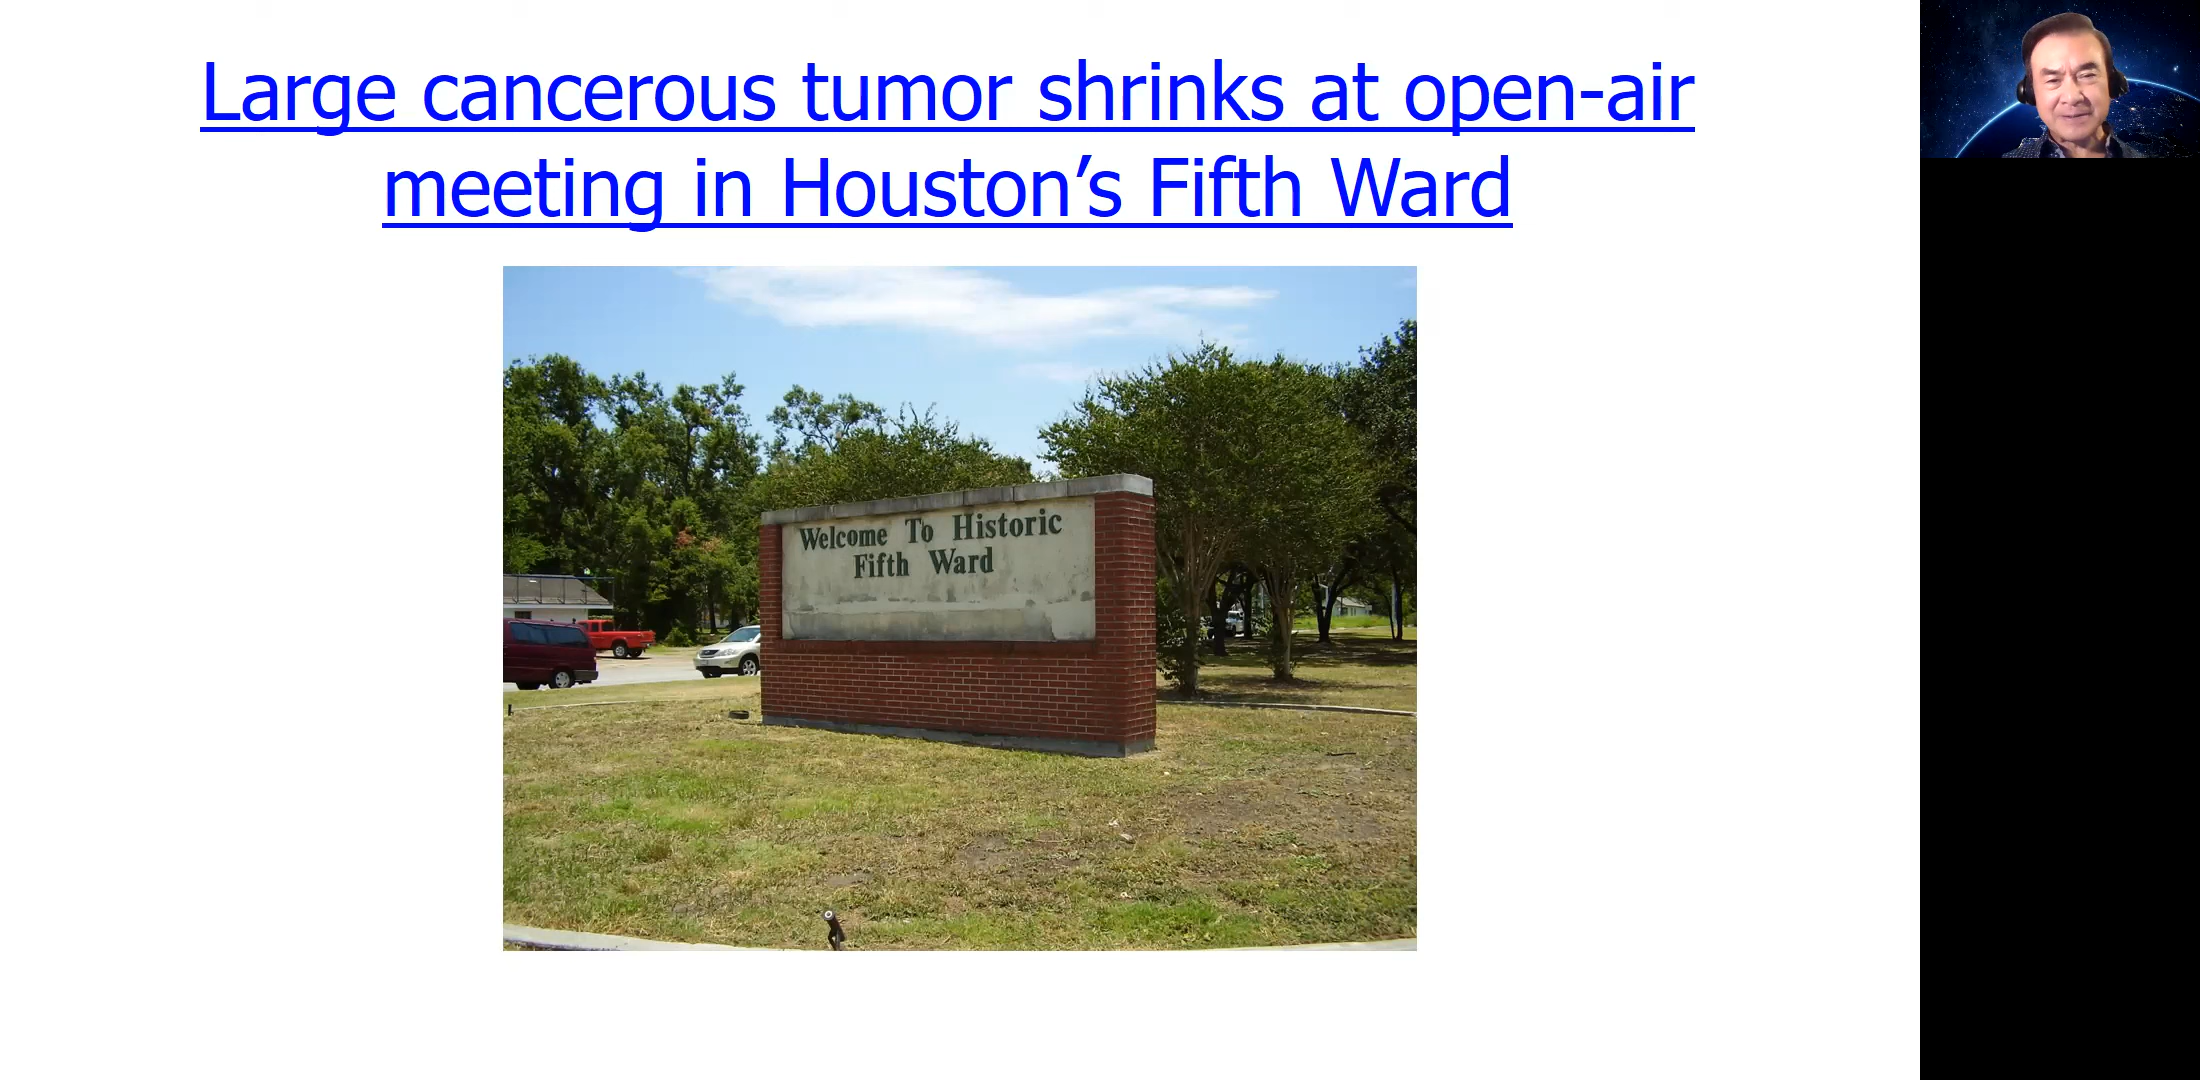 Large cancerous tumor shrinks at open-air
meeting in Houston’s Fifth Ward
Welcome To Historic
Fifth Ward